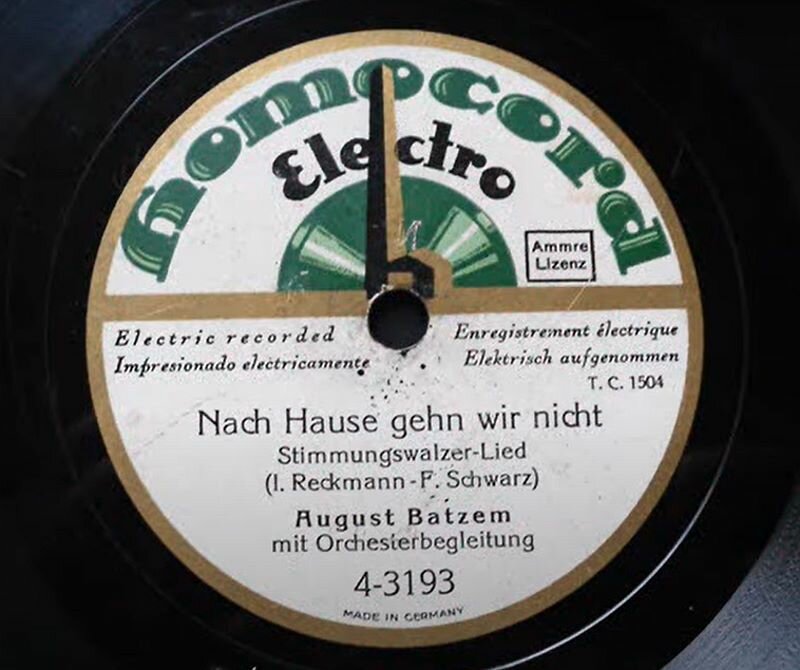 homocord
Electro
Ammre
Lizenz
Electric recorded
Impresionado eléctricamente
Enregistrement électrique
Elektrisch aufgenommen
T. C. 1504
Nach Hause gehn wir nicht
Stimmungswalzer-Lied
(I. Reckmann - F. Schwarz)
August Batzem
mit Orchesterbegleitung
4-3193
MADE IN GERMANY